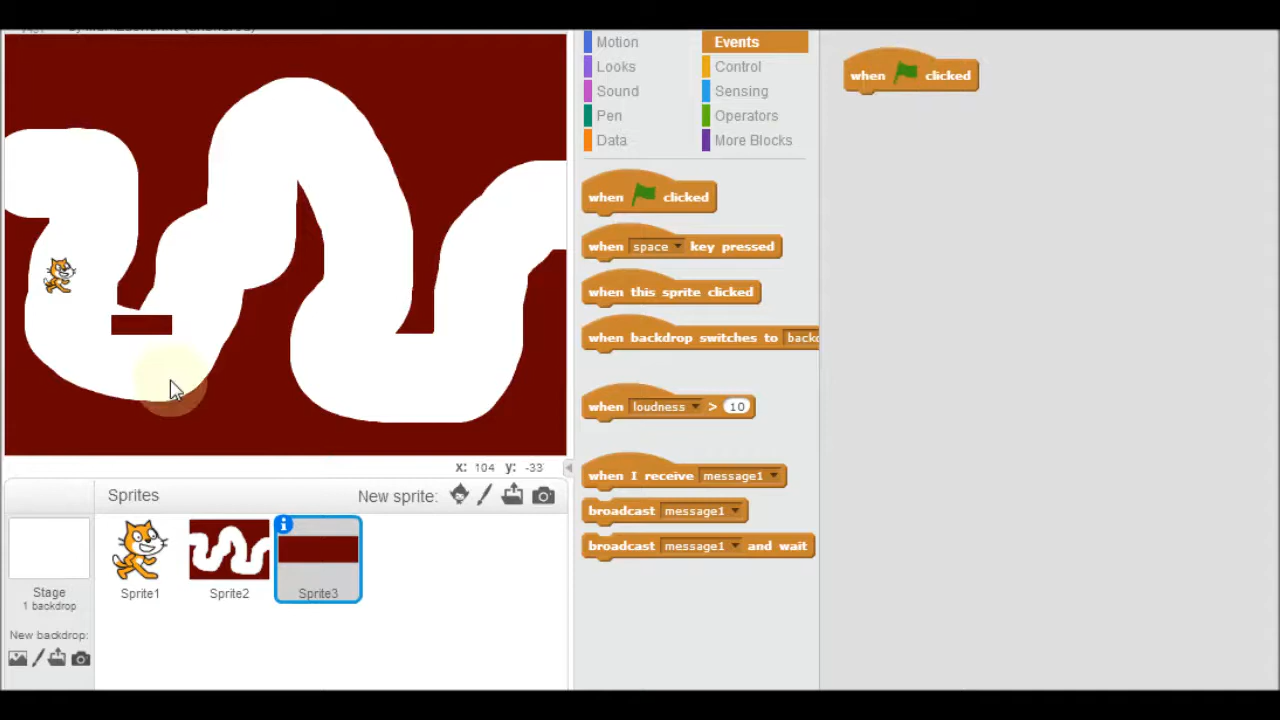 Motion
Events
Looks
Control
Sound
Sensing
Pen
Operators
Data
More Blocks
when clicked
when clicked
when space key pressed
when this sprite clicked
when backdrop switches to
when loudness > 10
when I receive message1
broadcast message1
broadcast message1 and wait
x: 104 y: -33
Sprites
New sprite:
i
Stage
1 backdrop
New backdrop:
Sprite1
Sprite2
Sprite3